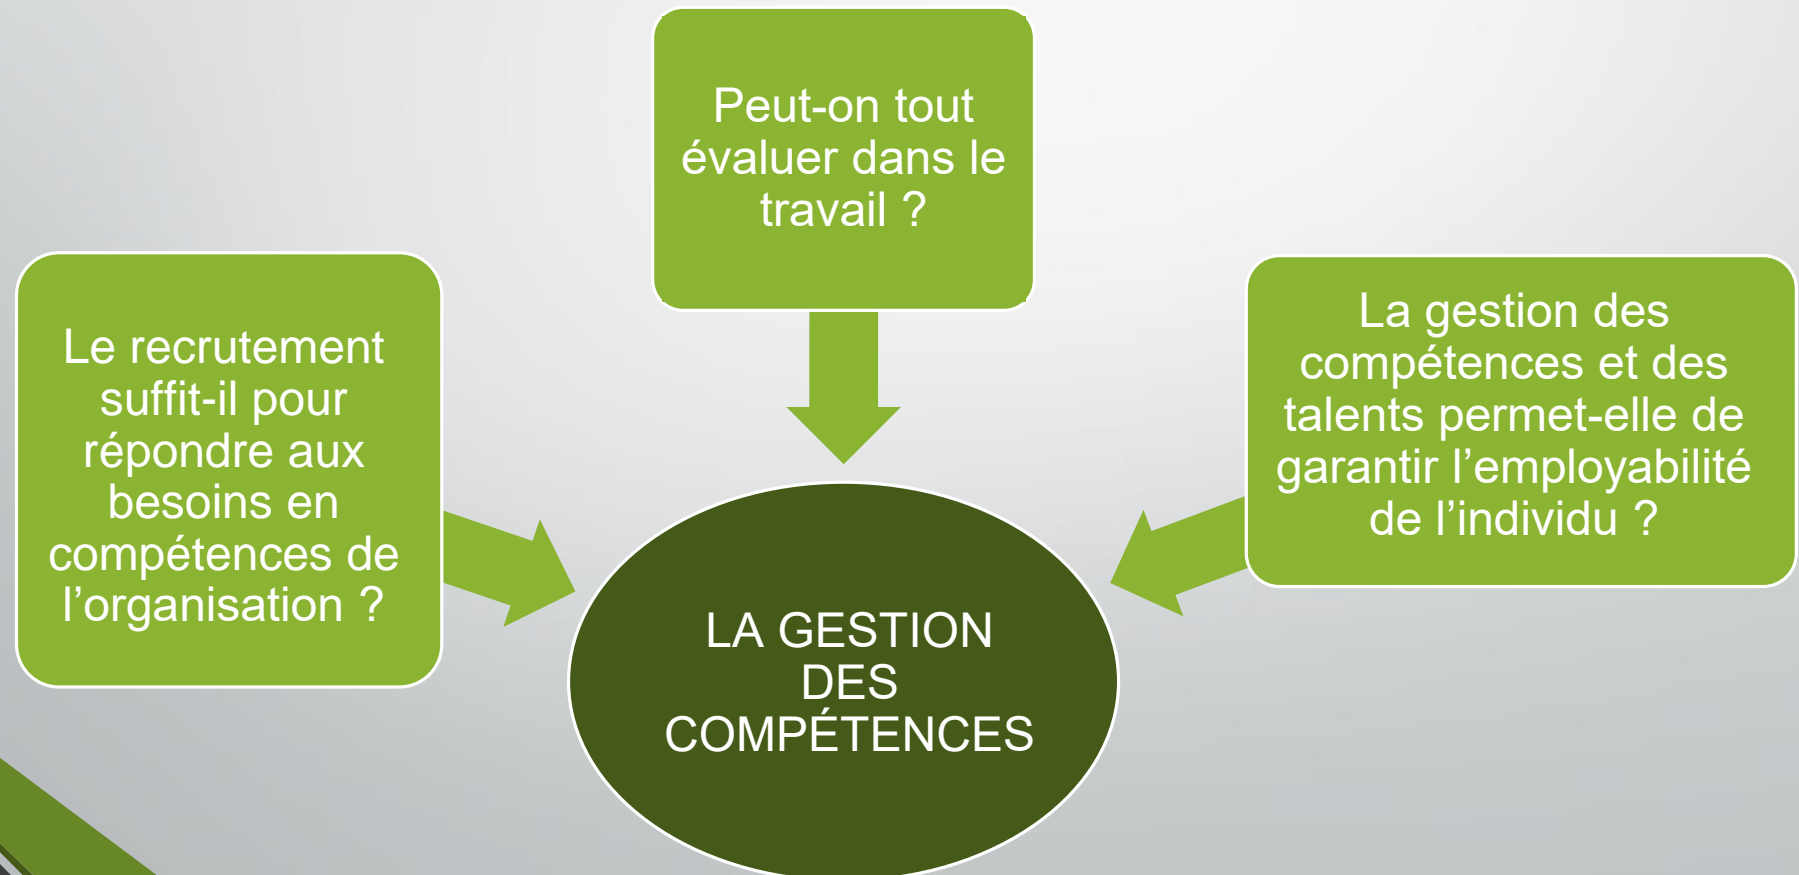 Peut-on tout
évaluer dans le
travail ?
Le recrutement
suffit-il pour
répondre aux
besoins en
compétences de
l’organisation ?
La gestion des
compétences et des
talents permet-elle de
garantir l’employabilité
de l’individu ?
LA GESTION
DES
COMPÉTENCES